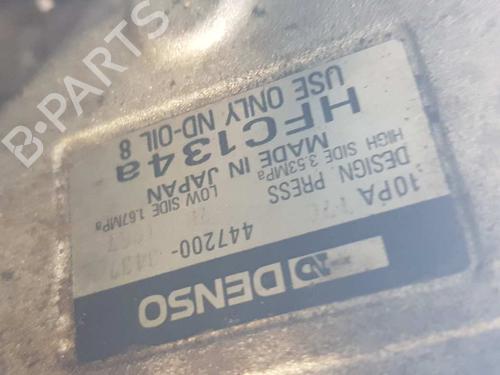 DENSO
447200-
10PA
DESIGN PRESS
HIGH SIDE 3.53MPa LOW SIDE 1.67MPa
MADE IN JAPAN
HFC134a
USE ONLY ND-OIL 8